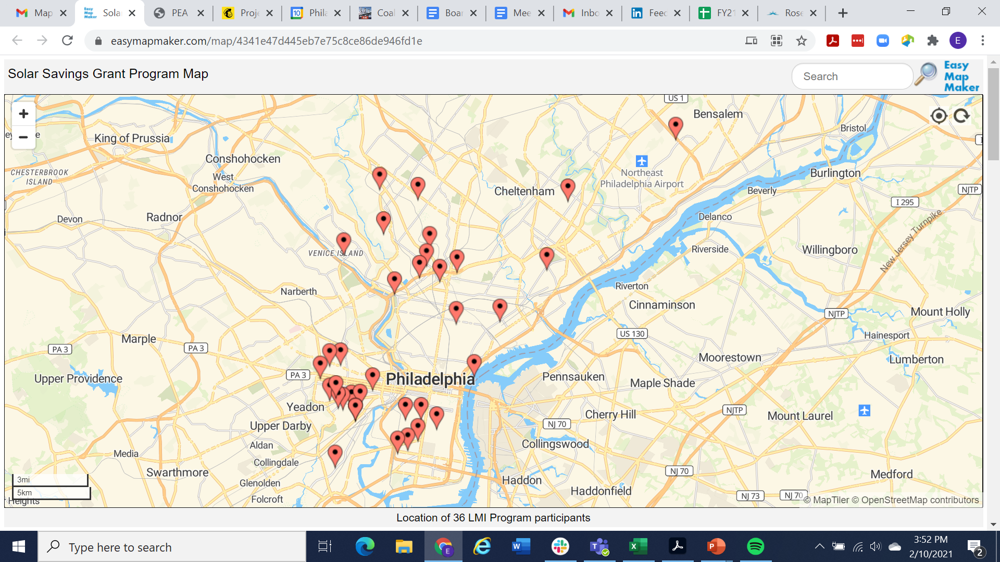 Map
Sola
PEA
Proje
10
Phila
Coal
Boar
Mee
Inbo
Feed
FY21
Rose
easymapmaker.com/map/4341e47d445eb7e75c8ce86de946fd1e
E
Solar Savings Grant Program Map
Search
Easy
Map
Maker
+
−
US 1
Bensalem
Bristol
King of Prussia
Conshohocken
CHESTERBROOK
ISLAND
West
Conshohocken
Northeast
Philadelphia Airport
Burlington
Cheltenham
Beverly
NJTP
I 295
Devon
Radnor
Delanco
New Jersey Turnpike
VENICE ISLAND
Riverside
Willingboro
Narberth
Riverton
Cinnaminson
NJTP
Mount Holly
US 130
Hainesport
Marple
PA 3
PA 3
Moorestown
Lumberton
Upper Providence
PA 3
Philadelphia
Pennsauken
Maple Shade
Yeadon
NJTP
Cherry Hill
Mount Laurel
Upper Darby
NJ 70
Aldan
Collingswood
Media
Collingdale
Swarthmore
NJ 70
Medford
3mi
Glenolden
Haddon
Haddonfield
5km
Folcroft
NJ 73
NJ 70
Heights
© MapTiler © OpenStreetMap contributors
Location of 36 LMI Program participants
Type here to search
3:52 PM
2/10/2021
2